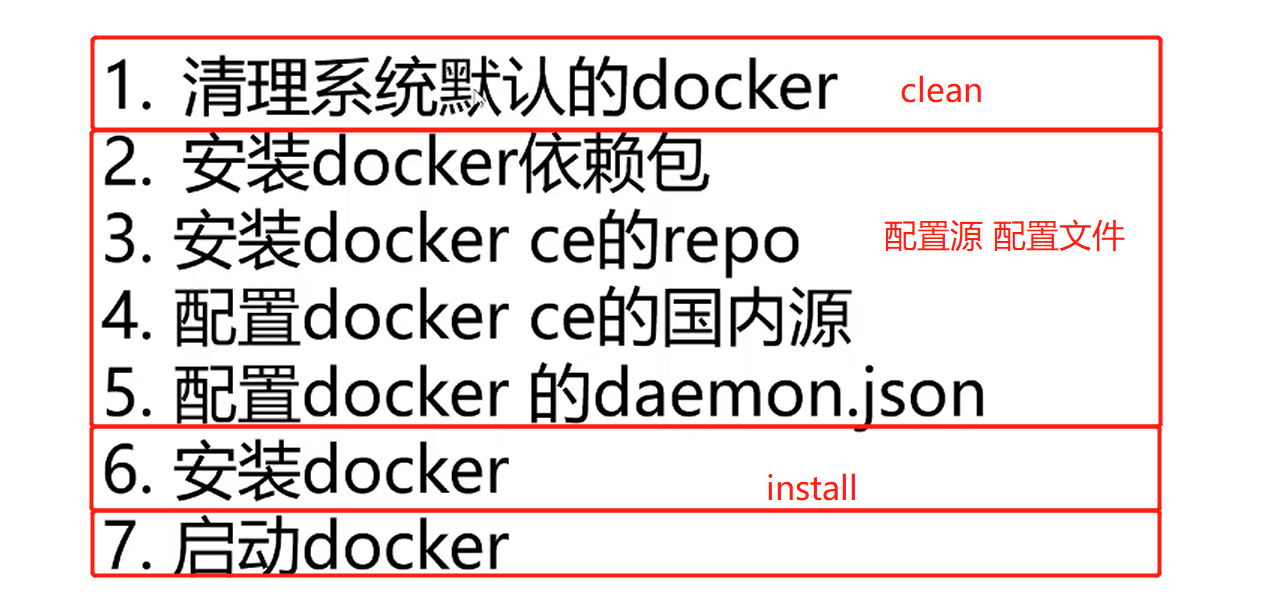 1. 清理系统默认的docker
clean
2. 安装docker依赖包
3. 安装docker ce的repo
配置源 配置文件
4. 配置docker ce的国内源
5. 配置docker 的daemon.json
6. 安装docker
install
7. 启动docker